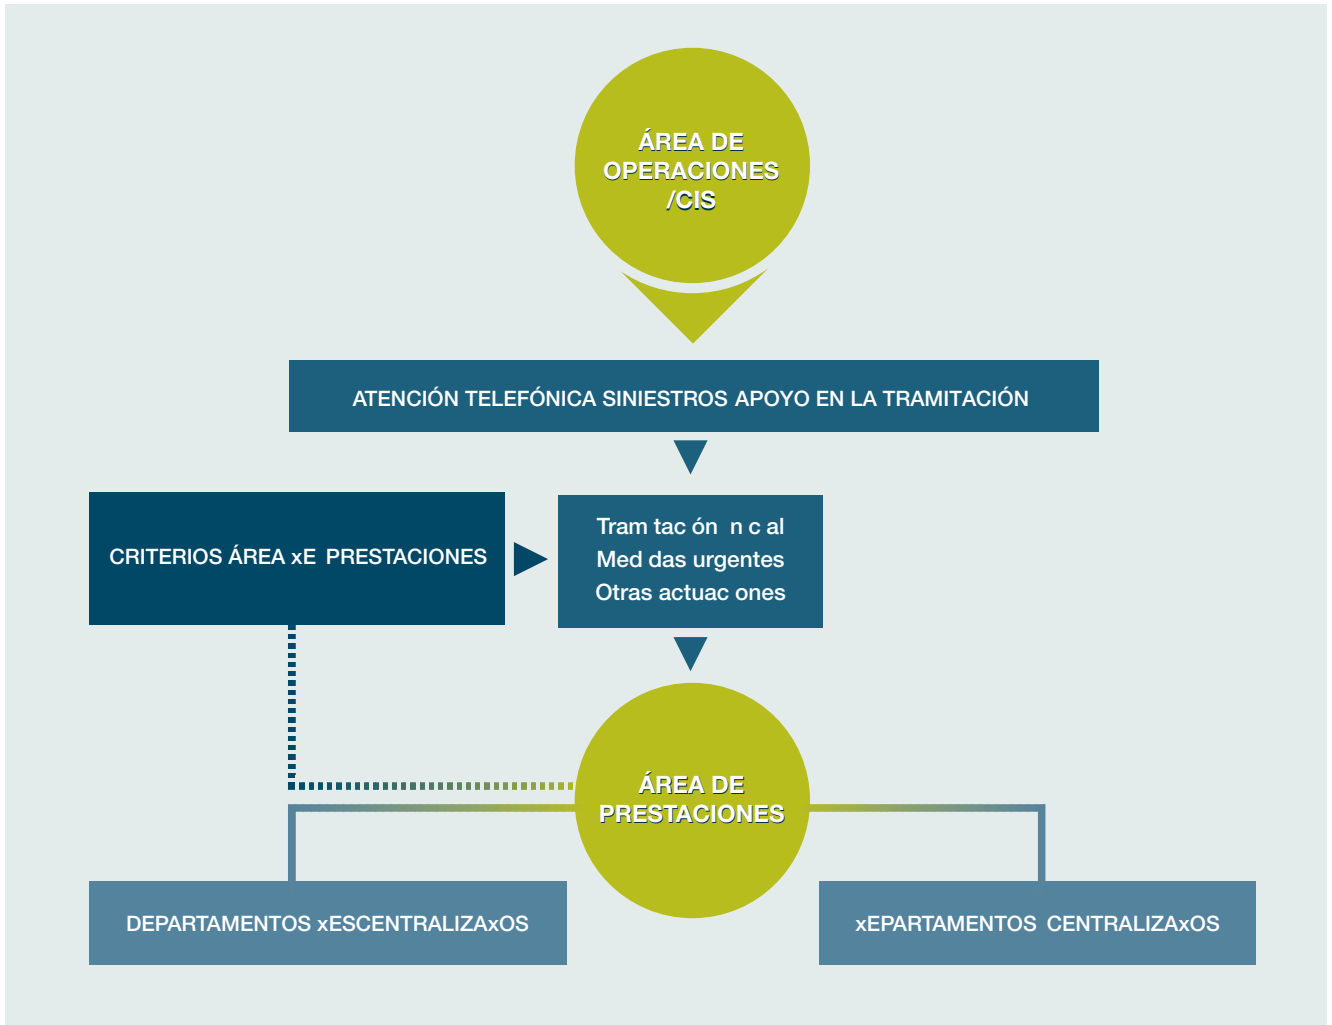 ÁREA DE
OPERACIONES
/CIS
ATENCIÓN TELEFÓNICA SINIESTROS APOYO EN LA TRAMITACIÓN
CRITERIOS ÁREA xE PRESTACIONES
Tram tac ón n c al
Med das urgentes
Otras actuac ones
ÁREA DE
PRESTACIONES
DEPARTAMENTOS xESCENTRALIZAxOS
xEPARTAMENTOS CENTRALIZAxOS